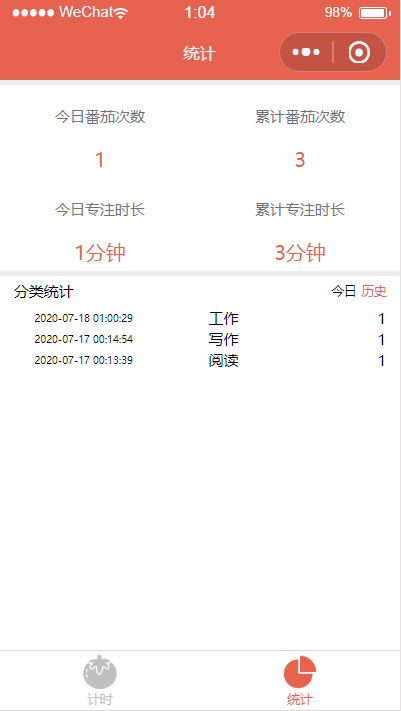 WeChat 1:04 98%
统计
今日番茄次数 累计番茄次数
1 3
今日专注时长 累计专注时长
1分钟 3分钟
分类统计 今日 历史
2020-07-18 01:00:29 工作 1
2020-07-17 00:14:54 写作 1
2020-07-17 00:13:39 阅读 1
计时 统计